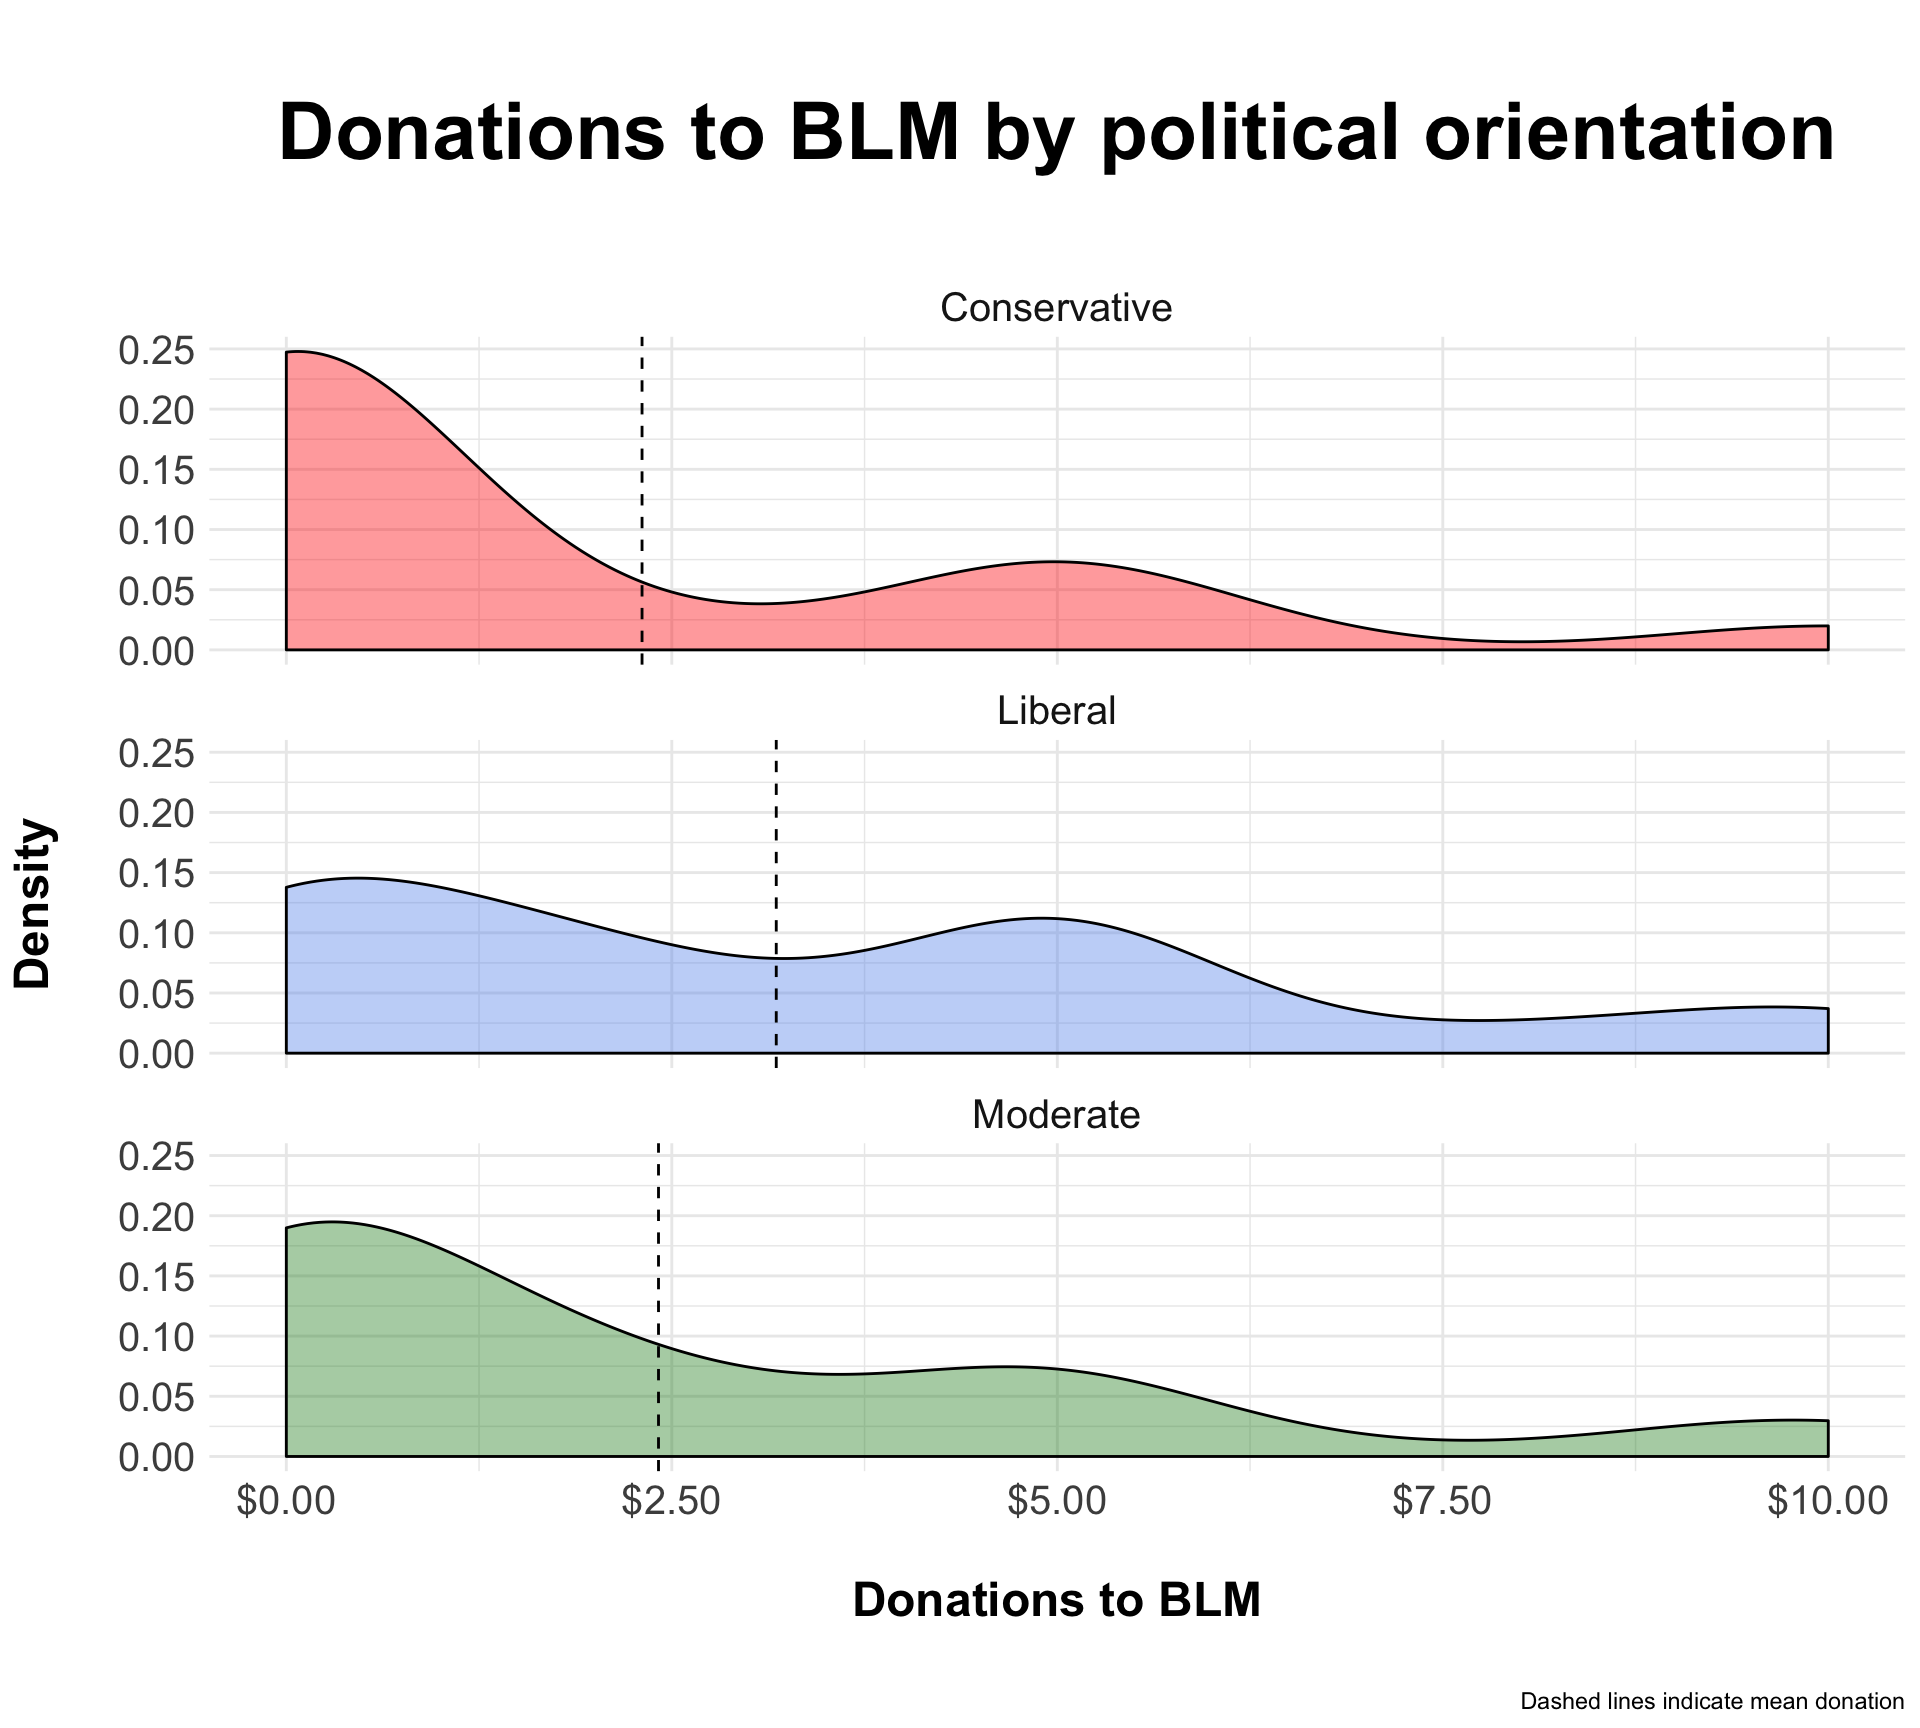 Donations to BLM by political orientation
Conservative
0.25
0.20
0.15
0.10
0.05
0.00
Liberal
0.25
0.20
0.15
0.10
0.05
0.00
Density
Moderate
0.25
0.20
0.15
0.10
0.05
0.00
$0.00 $2.50 $5.00 $7.50 $10.00
Donations to BLM
Dashed lines indicate mean donation